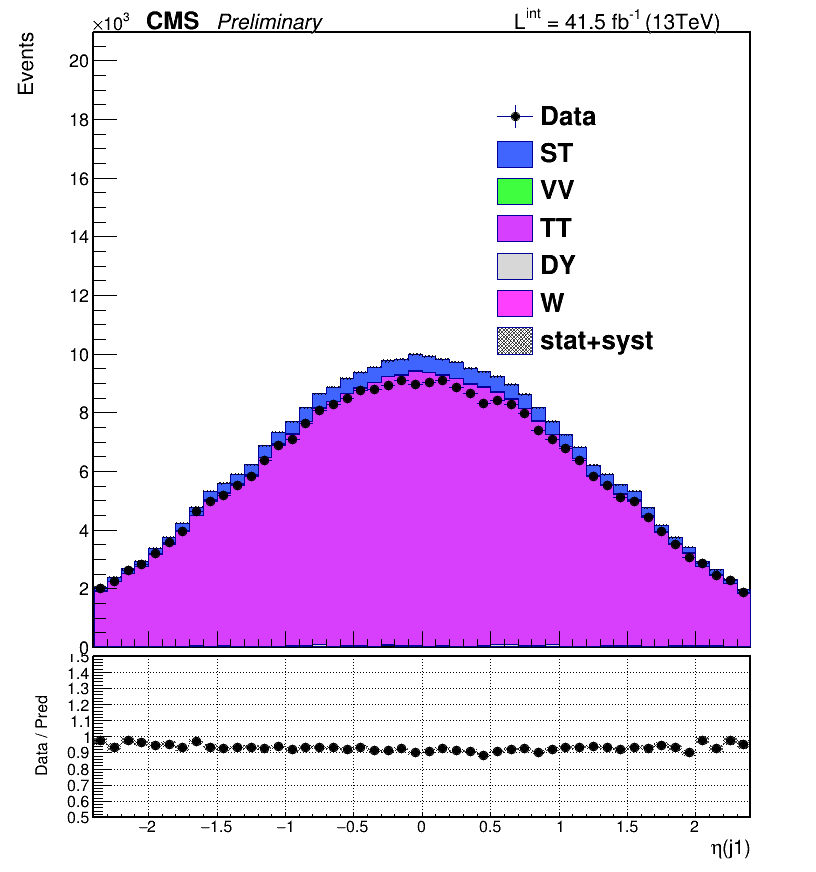 ×10³ CMS Preliminary L^int = 41.5 fb⁻¹ (13TeV)
Events
20
18
16
14
12
10
8
6
4
2
0
Data
ST
VV
TT
DY
W
stat+syst
Data / Pred
1.5
1.4
1.3
1.2
1.1
1
0.9
0.8
0.7
0.6
0.5
−2 −1.5 −1 −0.5 0 0.5 1 1.5 2
η(j1)